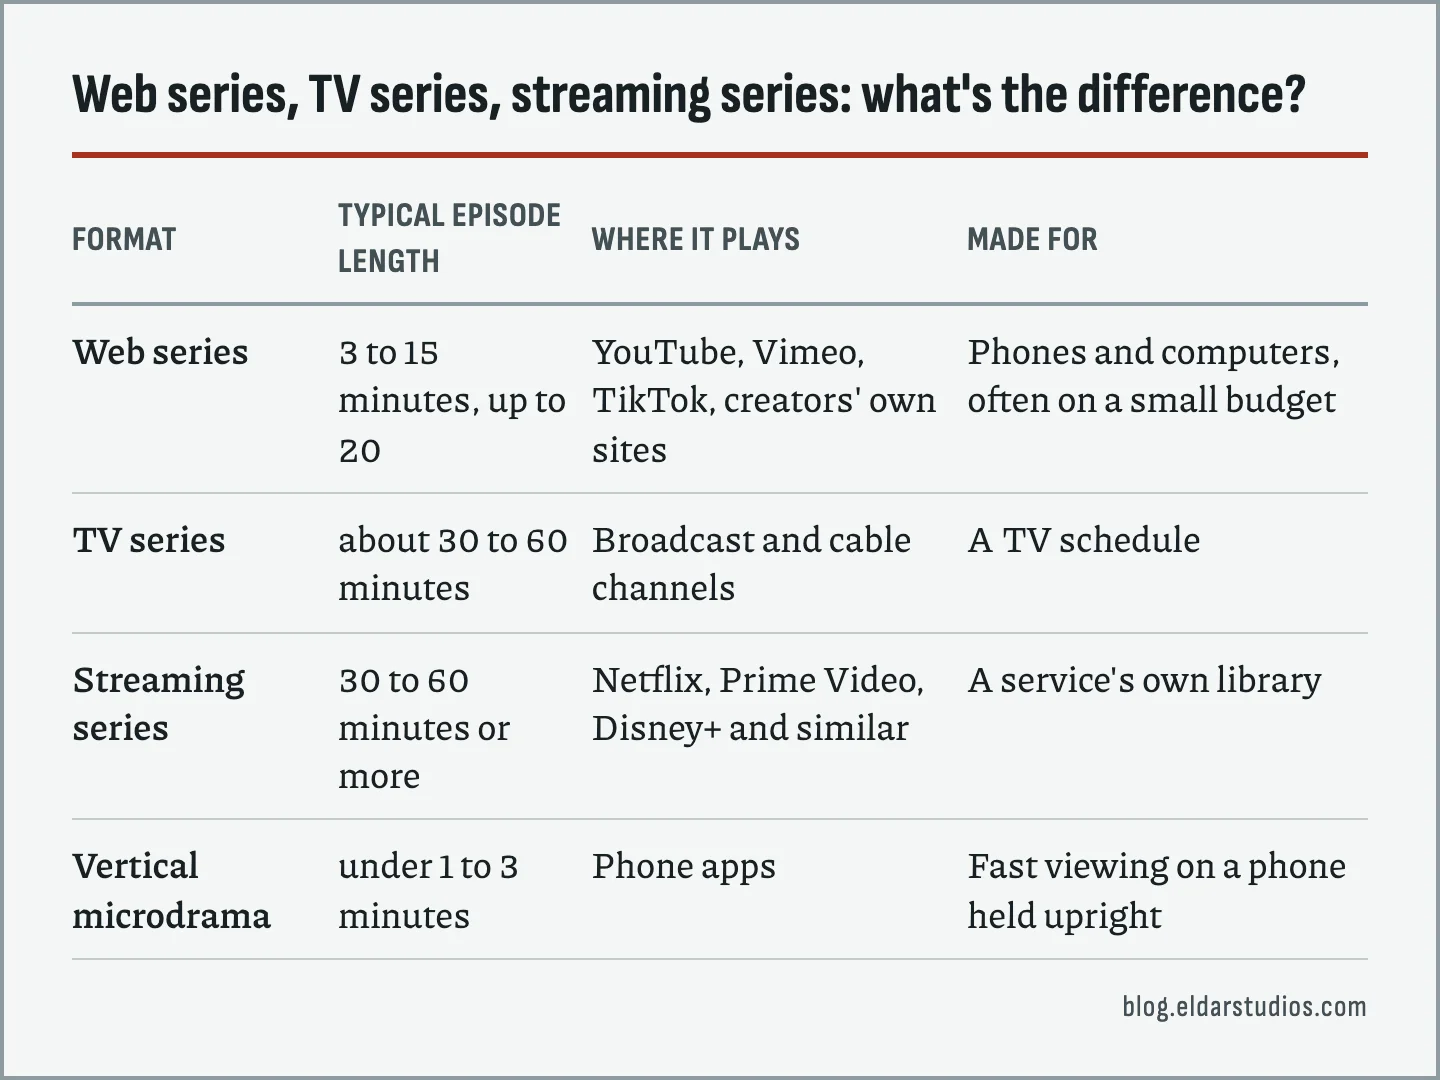 Web series, TV series, streaming series: what's the difference?
FORMAT
TYPICAL EPISODE
LENGTH
WHERE IT PLAYS
MADE FOR
Web series
3 to 15
minutes, up to
20
YouTube, Vimeo,
TikTok, creators' own
sites
Phones and computers,
often on a small budget
TV series
about 30 to 60
minutes
Broadcast and cable
channels
A TV schedule
Streaming
series
30 to 60
minutes or
more
Netflix, Prime Video,
Disney+ and similar
A service's own library
Vertical
microdrama
under 1 to 3
minutes
Phone apps
Fast viewing on a phone
held upright
blog.eldarstudios.com